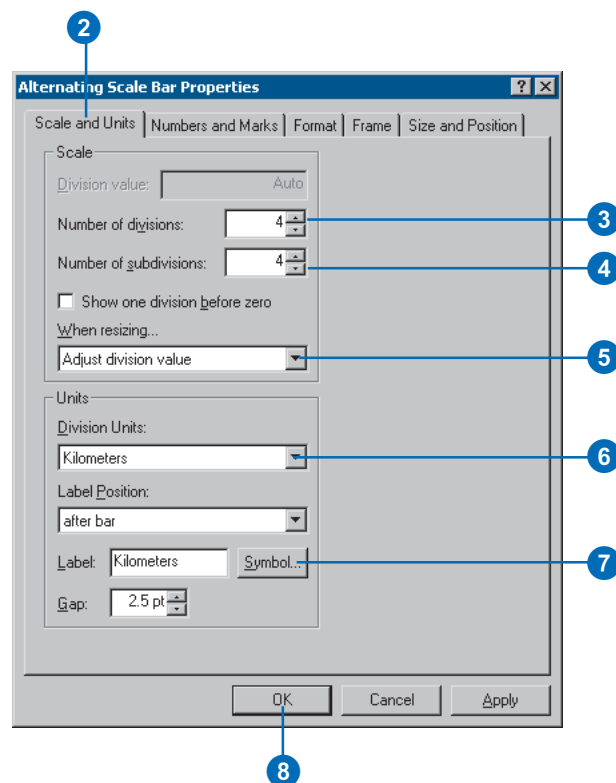 2
Alternating Scale Bar Properties
Scale and Units Numbers and Marks Format Frame Size and Position
Scale
Division value: Auto
Number of divisions: 4
3
Number of subdivisions: 4
4
Show one division before zero
When resizing...
Adjust division value
5
Units
Division Units:
Kilometers
6
Label Position:
after bar
Label: Kilometers Symbol...
7
Gap: 2.5 pt
OK Cancel Apply
8